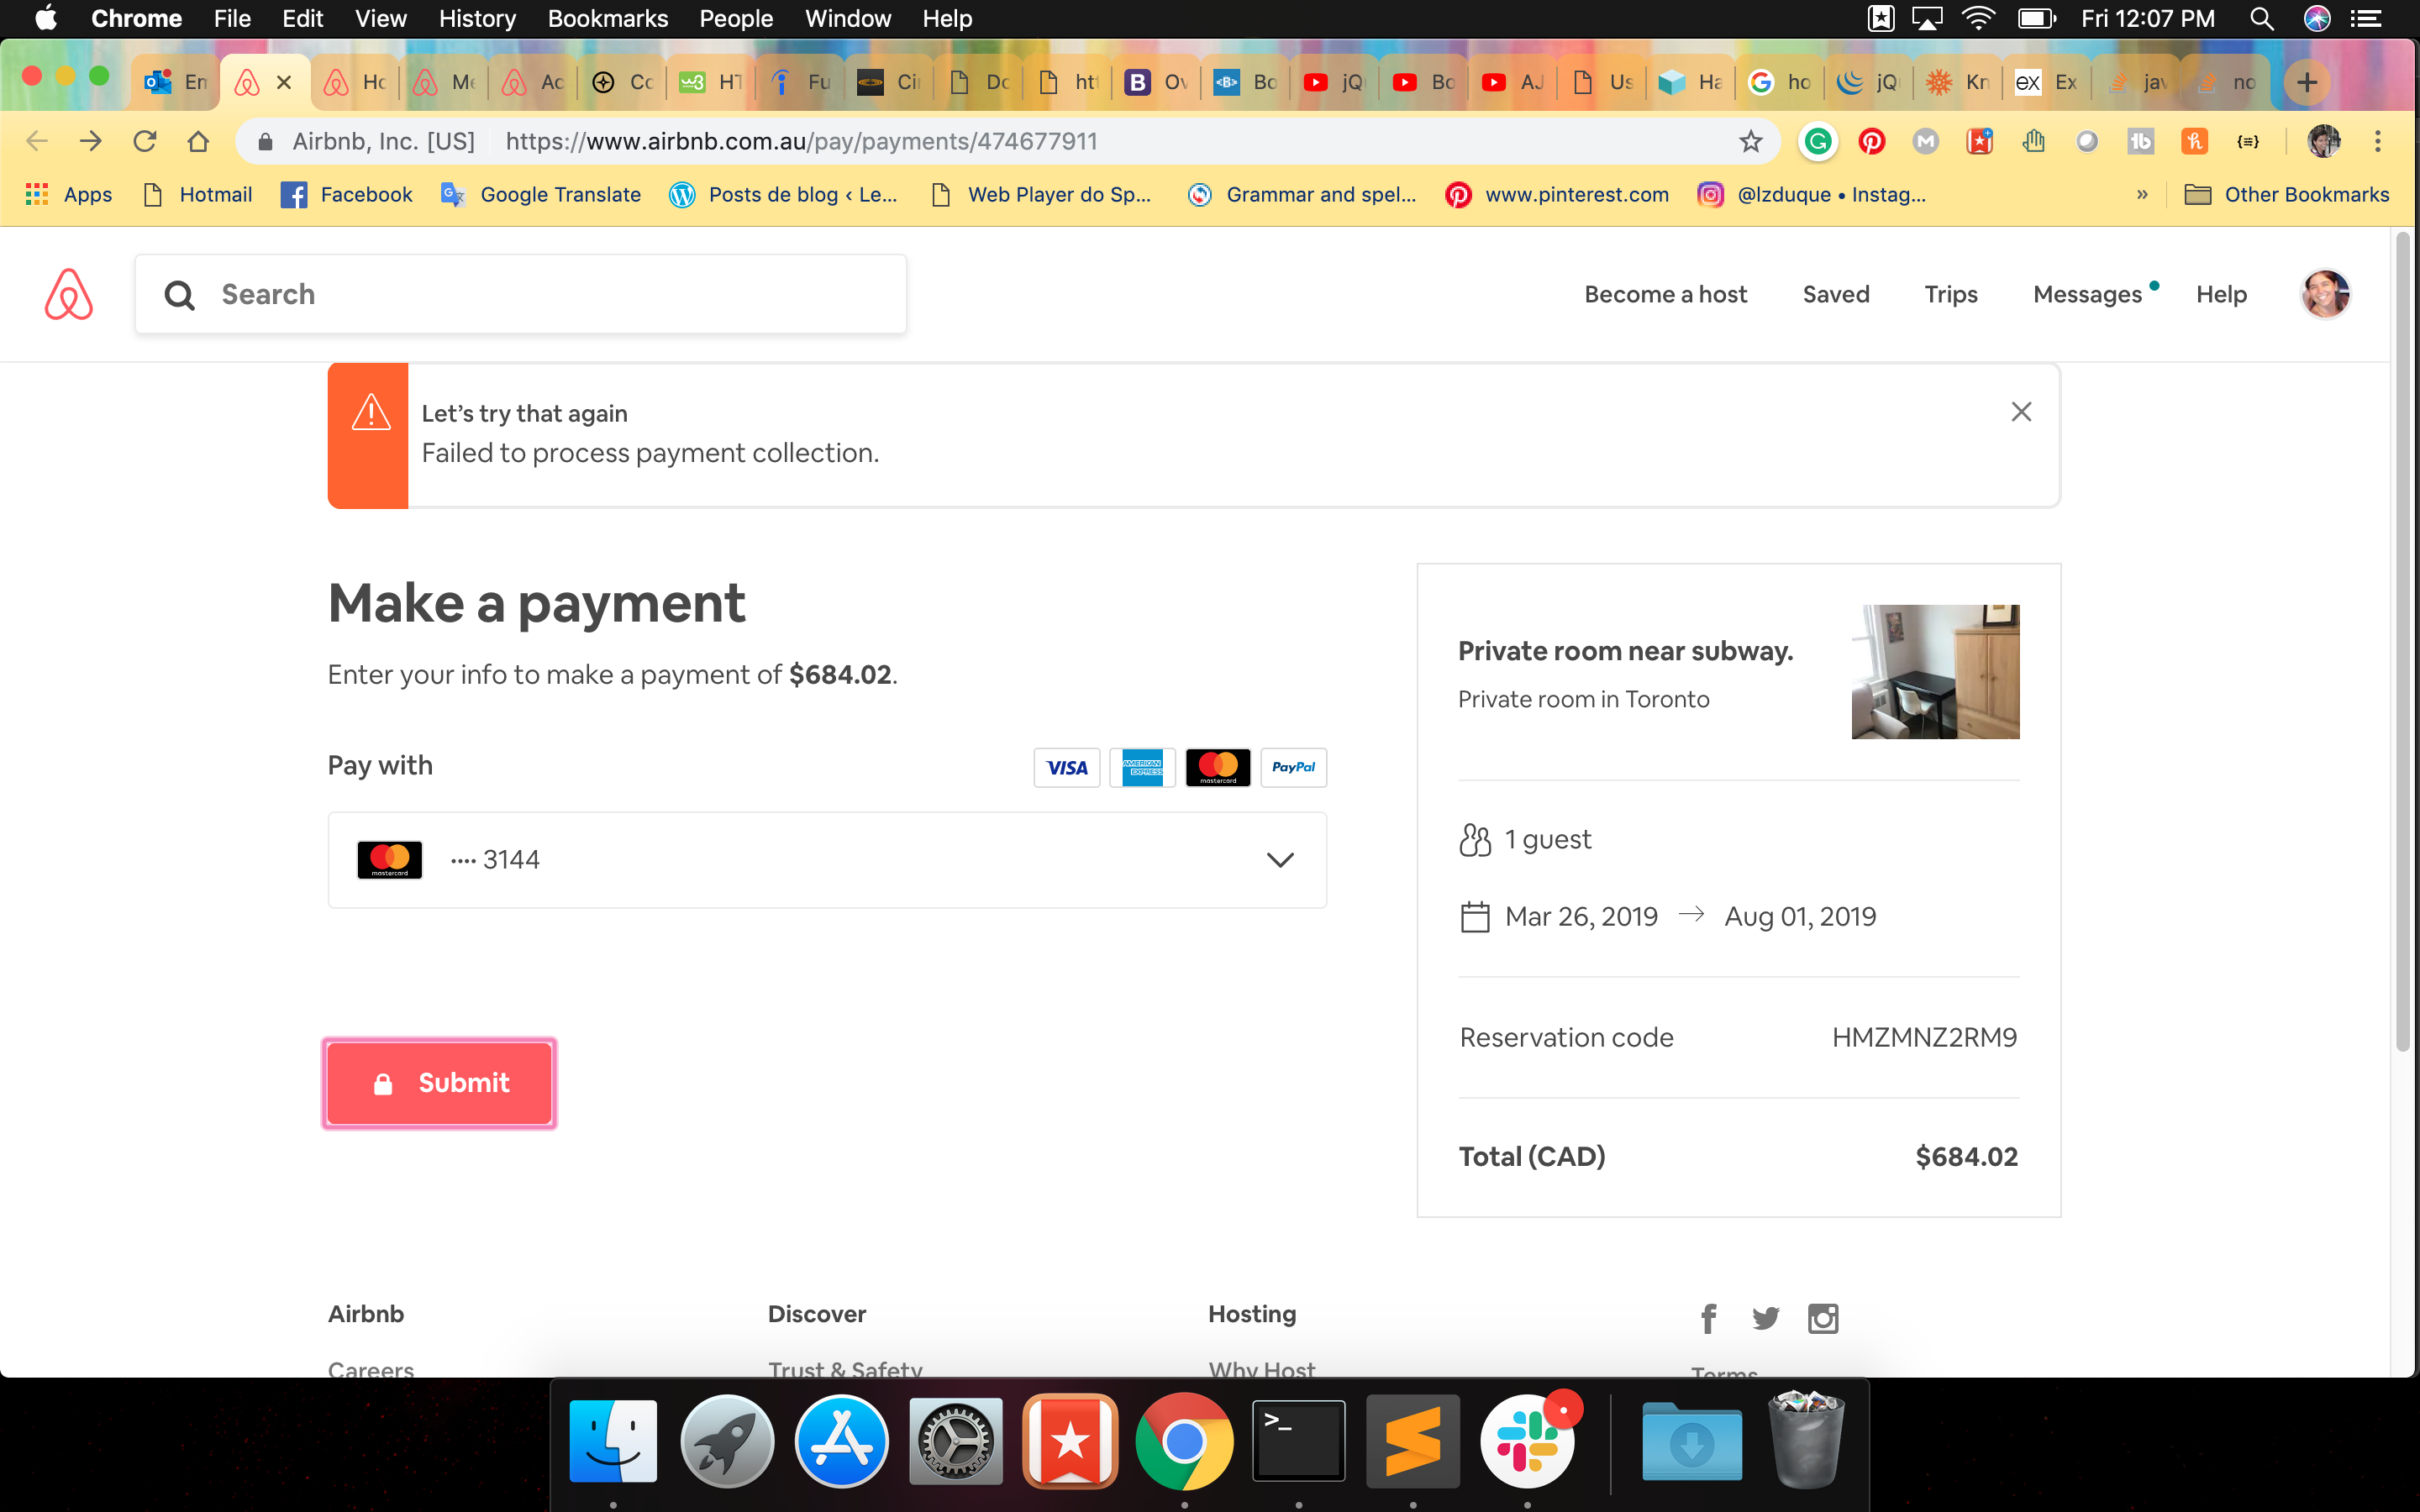 Chrome File Edit View History Bookmarks People Window Help Fri 12:07 PM
En Ho Me Ac Co HT Fu Cir Do htt Ov Bo jQ Bo AJ Us Ha ho jQ Kn Ex jav no
Airbnb, Inc. [US] https://www.airbnb.com.au/pay/payments/474677911
Apps Hotmail Facebook Google Translate Posts de blog ‹ Le... Web Player do Sp... Grammar and spel... www.pinterest.com @lzduque • Instag... » Other Bookmarks
Search
Become a host Saved Trips Messages Help
Let's try that again
Failed to process payment collection.
Make a payment
Enter your info to make a payment of $684.02.
Pay with
VISA AMERICAN EXPRESS mastercard PayPal
mastercard •••• 3144
Submit
Private room near subway.
Private room in Toronto
1 guest
Mar 26, 2019 → Aug 01, 2019
Reservation code HMZMNZ2RM9
Total (CAD) $684.02
Airbnb Discover Hosting
Careers Trust & Safety Why Host Terms